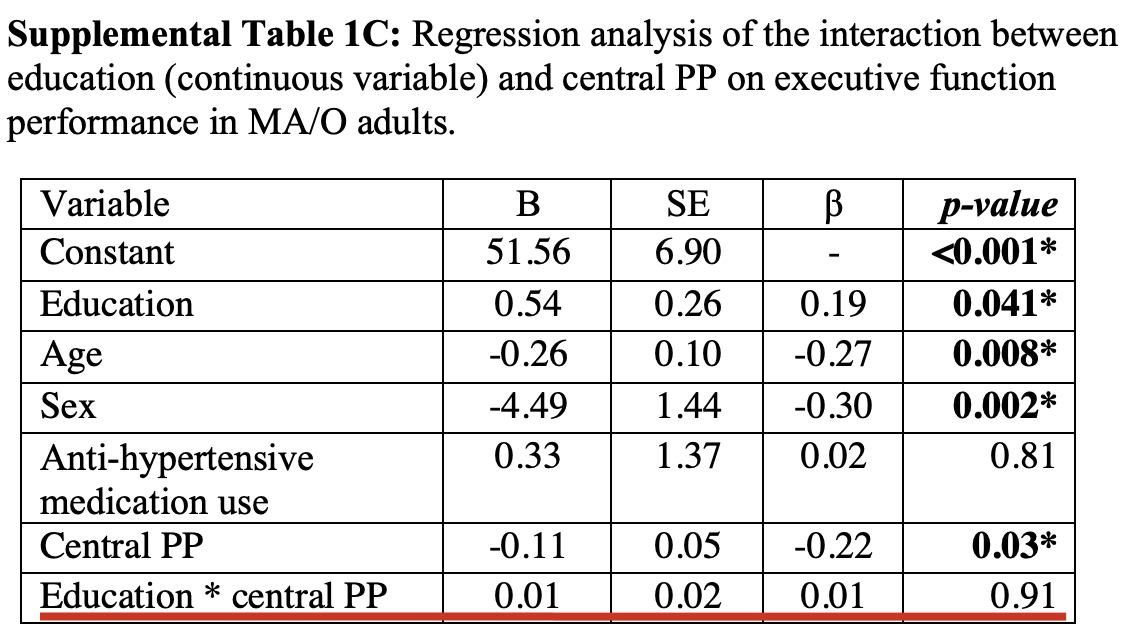 Supplemental Table 1C: Regression analysis of the interaction between
education (continuous variable) and central PP on executive function
performance in MA/O adults.
Variable B SE β p-value
Constant 51.56 6.90 - <0.001*
Education 0.54 0.26 0.19 0.041*
Age -0.26 0.10 -0.27 0.008*
Sex -4.49 1.44 -0.30 0.002*
Anti-hypertensive 0.33 1.37 0.02 0.81
medication use
Central PP -0.11 0.05 -0.22 0.03*
Education * central PP 0.01 0.02 0.01 0.91